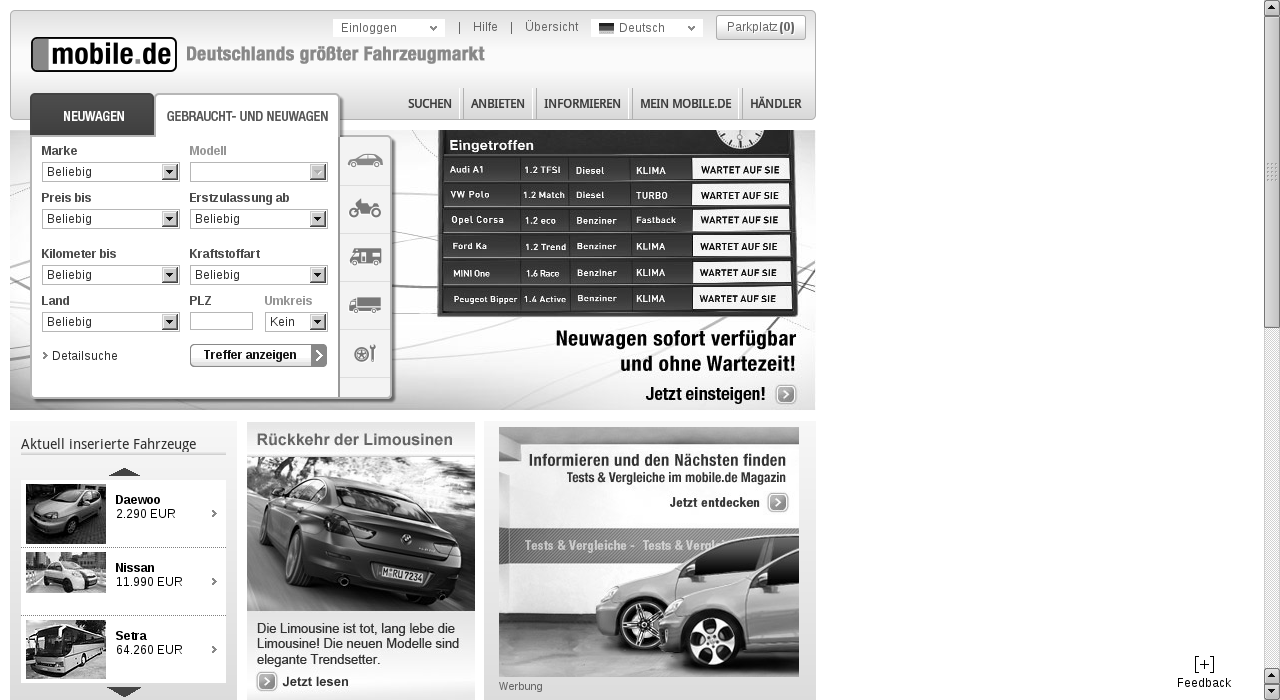 Einloggen | Hilfe | Übersicht Deutsch Parkplatz (0)
mobile.de Deutschlands größter Fahrzeugmarkt
SUCHEN ANBIETEN INFORMIEREN MEIN MOBILE.DE HÄNDLER
NEUWAGEN GEBRAUCHT- UND NEUWAGEN
Marke Modell
Beliebig
Preis bis Erstzulassung ab
Beliebig Beliebig
Kilometer bis Kraftstoffart
Beliebig Beliebig
Land PLZ Umkreis
Beliebig Kein
Detailsuche Treffer anzeigen
Eingetroffen
Audi A1 1.2 TFSI Diesel KLIMA WARTET AUF SIE
VW Polo 1.2 Match Diesel TURBO WARTET AUF SIE
Opel Corsa 1.2 eco Benziner Fastback WARTET AUF SIE
Ford Ka 1.2 Trend Benziner KLIMA WARTET AUF SIE
MINI One 1.6 Race Benziner KLIMA WARTET AUF SIE
Peugeot Bipper 1.4 Active Benziner KLIMA WARTET AUF SIE
Neuwagen sofort verfügbar
und ohne Wartezeit!
Jetzt einsteigen!
Aktuell inserierte Fahrzeuge
Daewoo
2.290 EUR
Nissan
11.990 EUR
Setra
64.260 EUR
Rückkehr der Limousinen
M-RU 7234
Die Limousine ist tot, lang lebe die
Limousine! Die neuen Modelle sind
elegante Trendsetter.
Jetzt lesen
Informieren und den Nächsten finden
Tests & Vergleiche im mobile.de Magazin
Jetzt entdecken
Tests & Vergleiche - Tests & Vergl
Werbung
[+]
Feedback